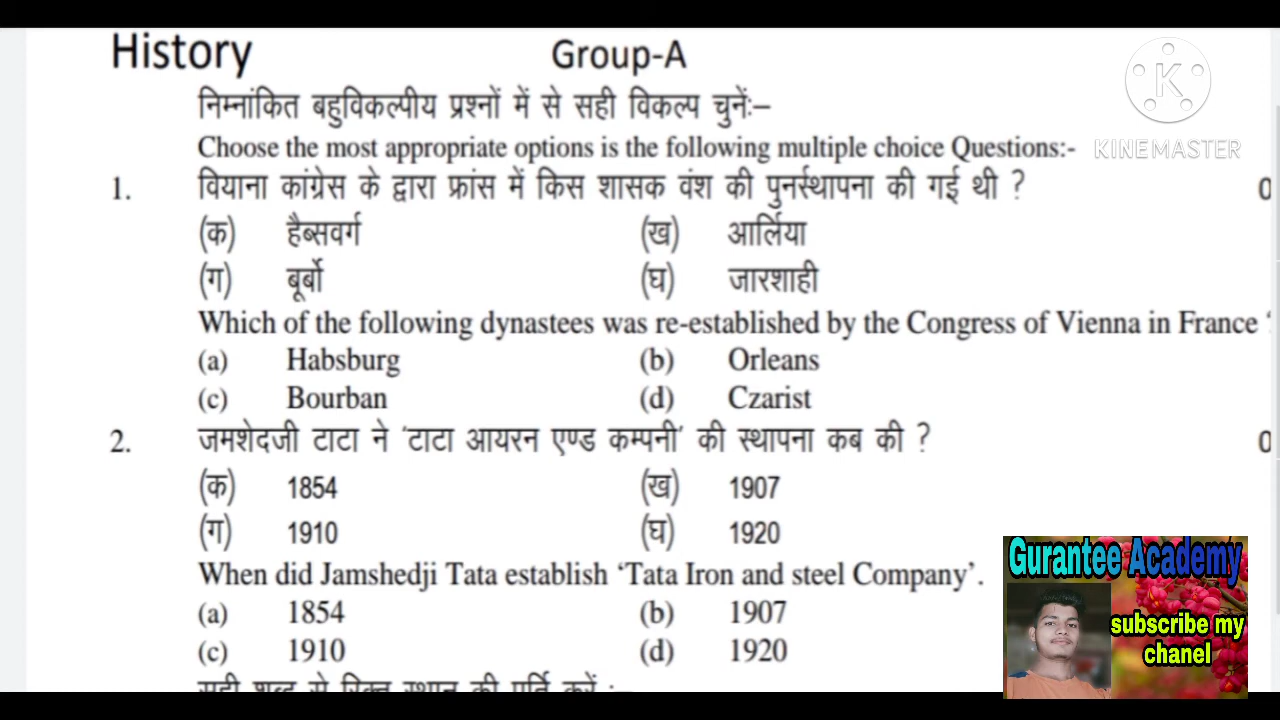 History Group-A
निम्नांकित बहुविकल्पीय प्रश्नों में से सही विकल्प चुनेंः–
Choose the most appropriate options is the following multiple choice Questions:-
KINEMASTER
1. वियाना कांग्रेस के द्वारा फ्रांस में किस शासक वंश की पुनर्स्थापना की गई थी ? 0
(क) हैब्सवर्ग (ख) आर्लिया
(ग) बूर्बो (घ) जारशाही
Which of the following dynastees was re-established by the Congress of Vienna in France
(a) Habsburg (b) Orleans
(c) Bourban (d) Czarist
2. जमशेदजी टाटा ने ‘टाटा आयरन एण्ड कम्पनी’ की स्थापना कब की ? 0
(क) 1854 (ख) 1907
(ग) 1910 (घ) 1920
When did Jamshedji Tata establish ‘Tata Iron and steel Company’.
(a) 1854 (b) 1907
(c) 1910 (d) 1920
Gurantee Academy
subscribe my
chanel